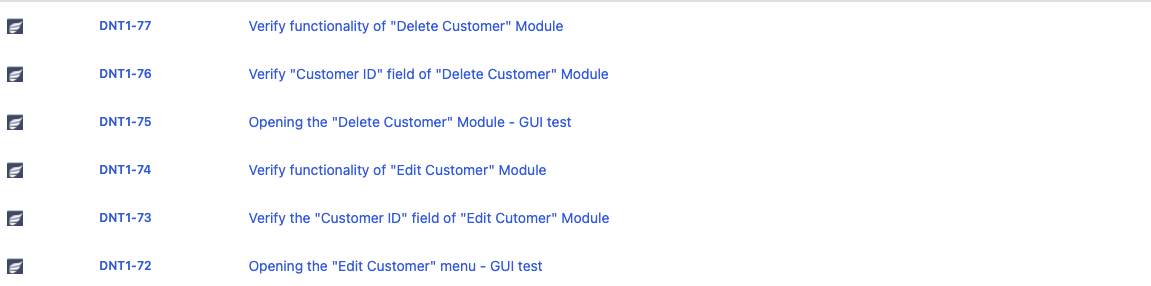 DNT1-77 Verify functionality of "Delete Customer" Module
DNT1-76 Verify "Customer ID" field of "Delete Customer" Module
DNT1-75 Opening the "Delete Customer" Module - GUI test
DNT1-74 Verify functionality of "Edit Customer" Module
DNT1-73 Verify the "Customer ID" field of "Edit Cutomer" Module
DNT1-72 Opening the "Edit Customer" menu - GUI test